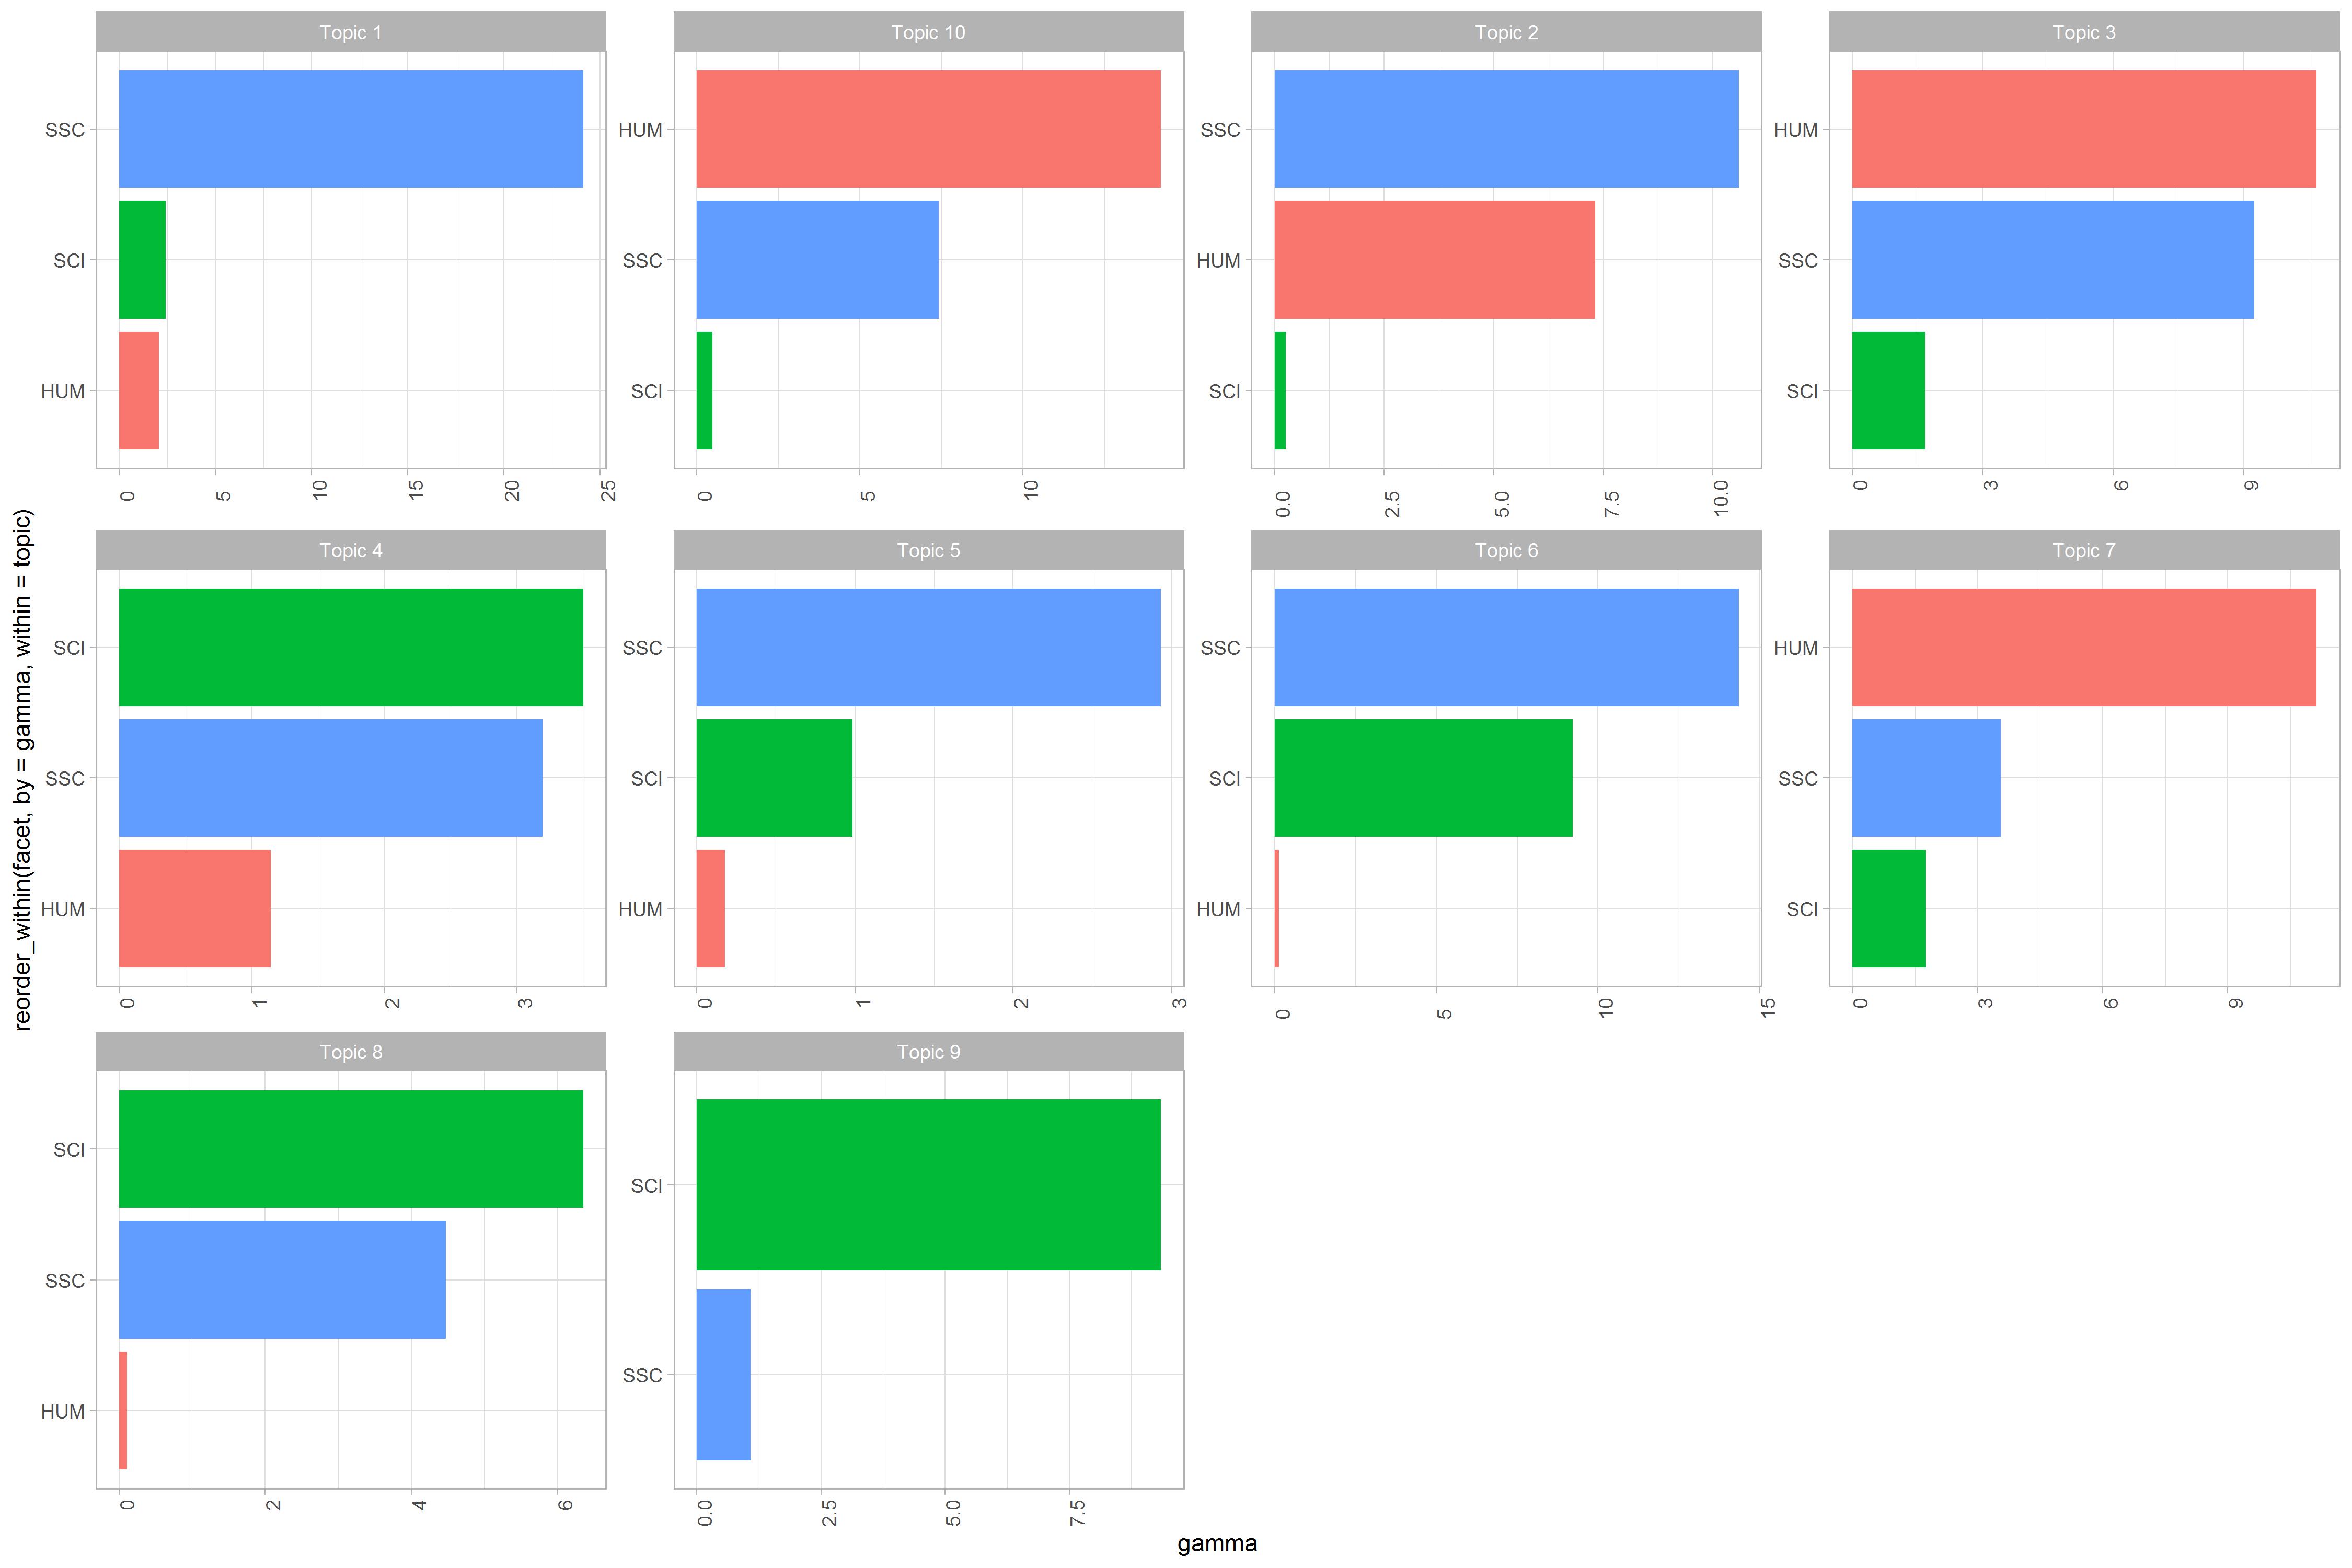 Topic 1
Topic 10
Topic 2
Topic 3
SSC
SCI
HUM
0 5 10 15 20 25
HUM
SSC
SCI
0 5 10
SSC
HUM
SCI
0.0 2.5 5.0 7.5 10.0
HUM
SSC
SCI
0 3 6 9
reorder_within(facet, by = gamma, within = topic)
Topic 4
Topic 5
Topic 6
Topic 7
SCI
SSC
HUM
0 1 2 3
SSC
SCI
HUM
0 1 2 3
SSC
SCI
HUM
0 5 10 15
HUM
SSC
SCI
0 3 6 9
Topic 8
Topic 9
SCI
SSC
HUM
0 2 4 6
SCI
SSC
0.0 2.5 5.0 7.5
gamma